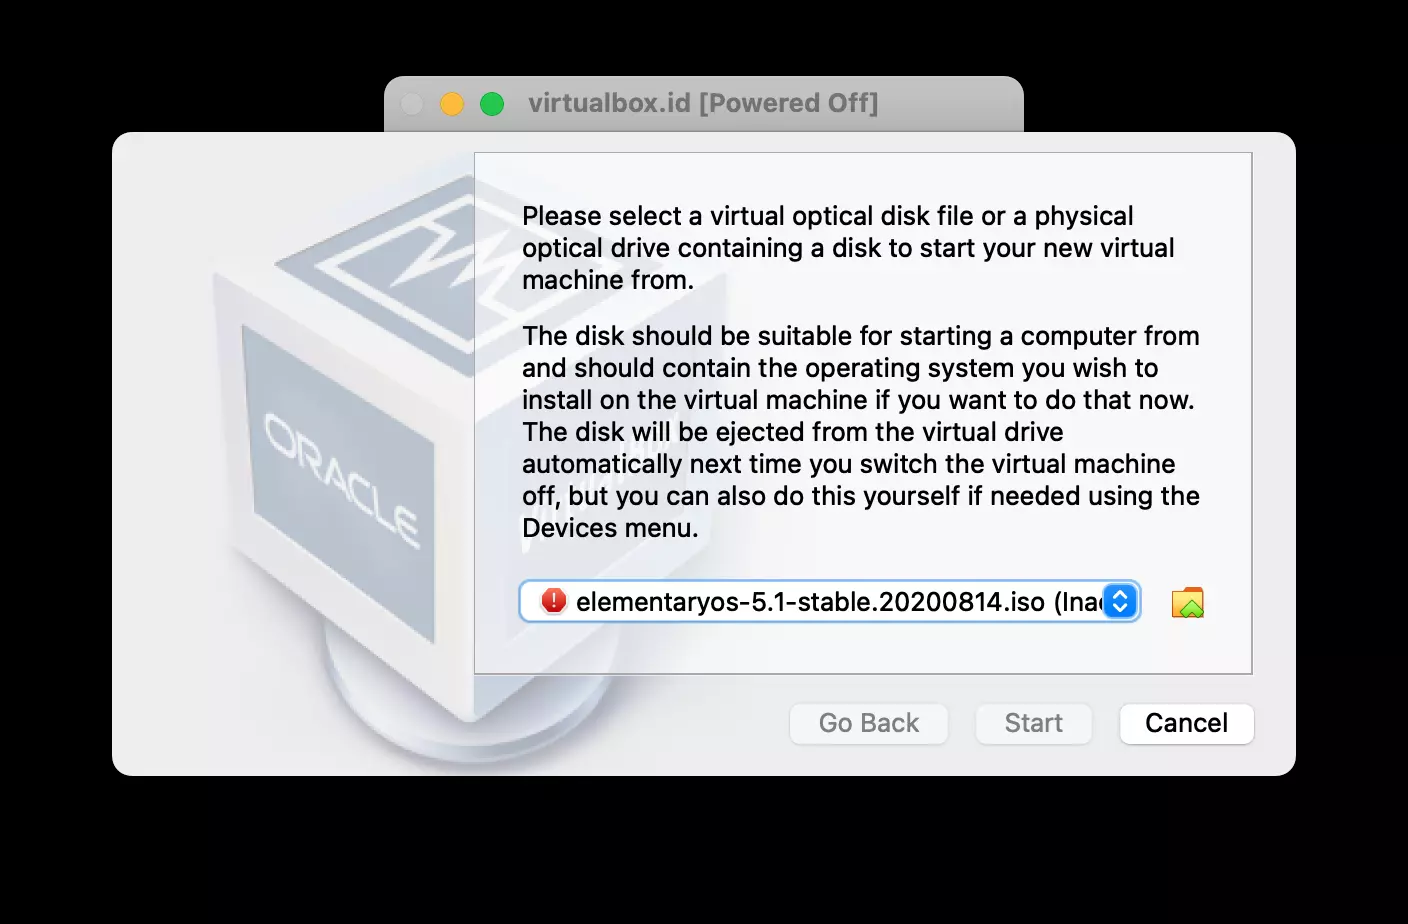 virtualbox.id [Powered Off]
Please select a virtual optical disk file or a physical
optical drive containing a disk to start your new virtual
machine from.
The disk should be suitable for starting a computer from
and should contain the operating system you wish to
install on the virtual machine if you want to do that now.
The disk will be ejected from the virtual drive
automatically next time you switch the virtual machine
off, but you can also do this yourself if needed using the
Devices menu.
ORACLE
VirtualBox
elementaryos-5.1-stable.20200814.iso (Ina
Go Back
Start
Cancel